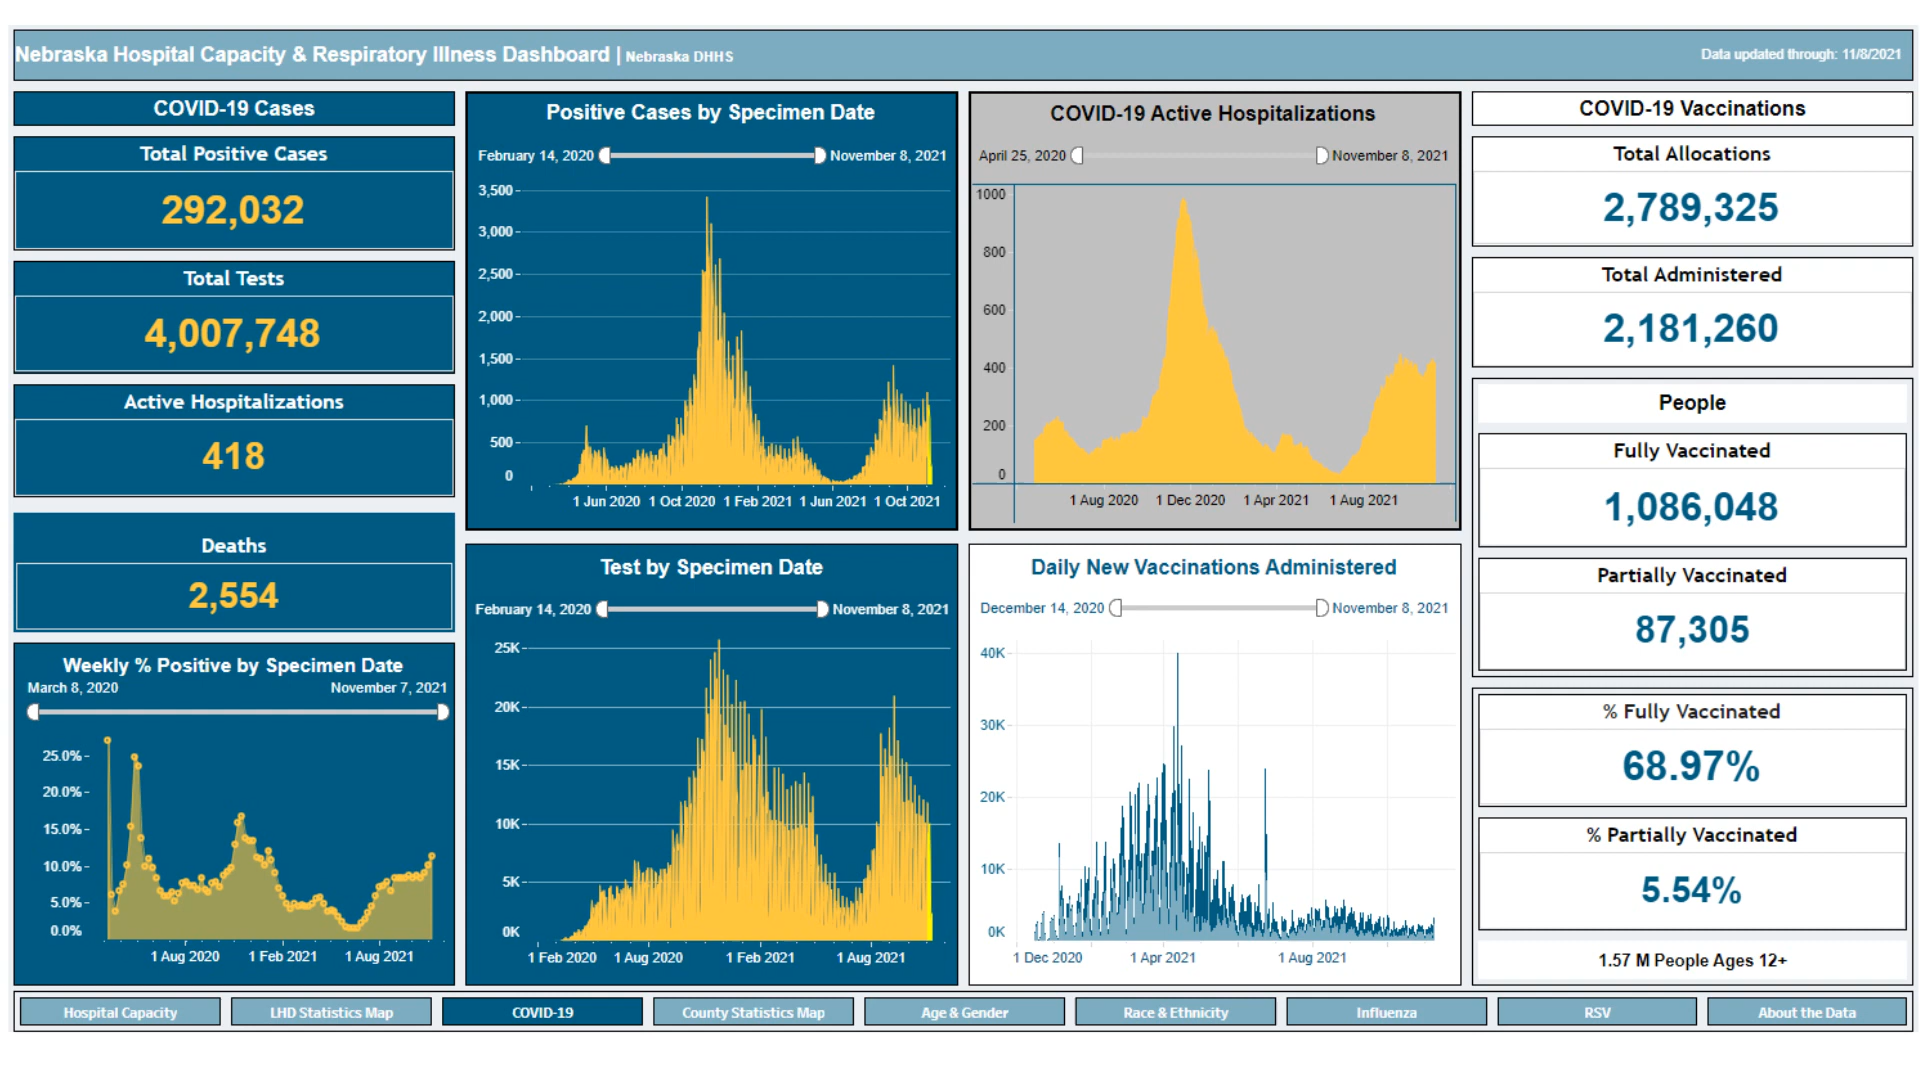 Nebraska Hospital Capacity & Respiratory Illness Dashboard | Nebraska DHHS
Data updated through: 11/8/2021
COVID-19 Cases
Total Positive Cases
292,032
Total Tests
4,007,748
Active Hospitalizations
418
Deaths
2,554
Weekly % Positive by Specimen Date
March 8, 2020
November 7, 2021
25.0%
20.0%
15.0%
10.0%
5.0%
0.0%
1 Aug 2020
1 Feb 2021
1 Aug 2021
Positive Cases by Specimen Date
February 14, 2020
November 8, 2021
3,500
3,000
2,500
2,000
1,500
1,000
500
0
1 Jun 2020
1 Oct 2020
1 Feb 2021
1 Jun 2021
1 Oct 2021
Test by Specimen Date
February 14, 2020
November 8, 2021
25K
20K
15K
10K
5K
0K
1 Feb 2020
1 Aug 2020
1 Feb 2021
1 Aug 2021
COVID-19 Active Hospitalizations
April 25, 2020
November 8, 2021
1000
800
600
400
200
0
1 Aug 2020
1 Dec 2020
1 Apr 2021
1 Aug 2021
Daily New Vaccinations Administered
December 14, 2020
November 8, 2021
40K
30K
20K
10K
0K
1 Dec 2020
1 Apr 2021
1 Aug 2021
COVID-19 Vaccinations
Total Allocations
2,789,325
Total Administered
2,181,260
People
Fully Vaccinated
1,086,048
Partially Vaccinated
87,305
% Fully Vaccinated
68.97%
% Partially Vaccinated
5.54%
1.57 M People Ages 12+
Hospital Capacity
LHD Statistics Map
COVID-19
County Statistics Map
Age & Gender
Race & Ethnicity
Influenza
RSV
About the Data